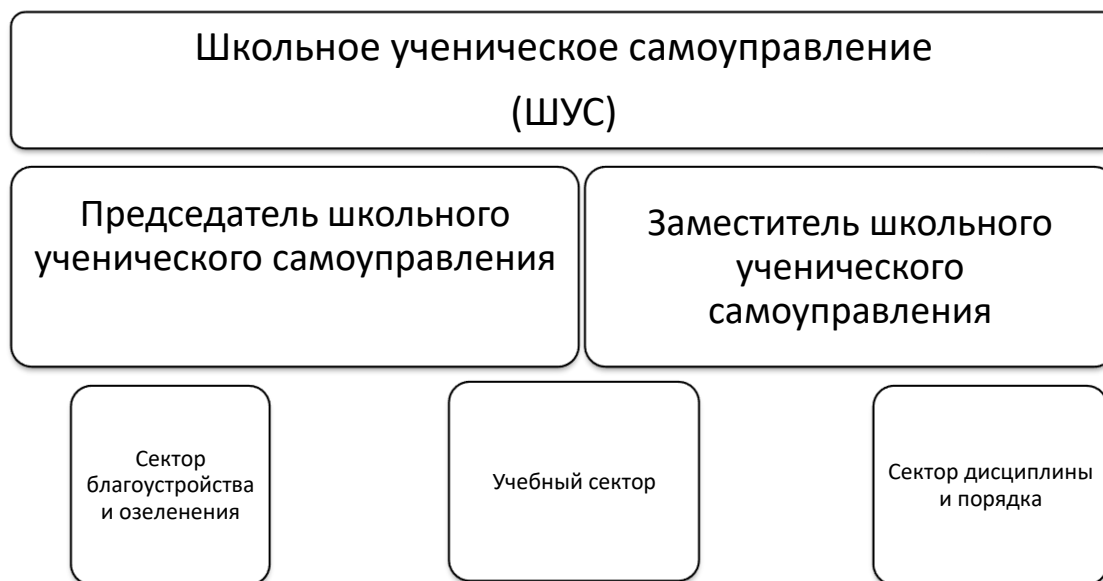 Школьное ученическое самоуправление
(ШУС)
Председатель школьного
ученического самоуправления
Заместитель школьного
ученического
самоуправления
Сектор
благоустройства
и озеленения
Учебный сектор
Сектор дисциплины
и порядка